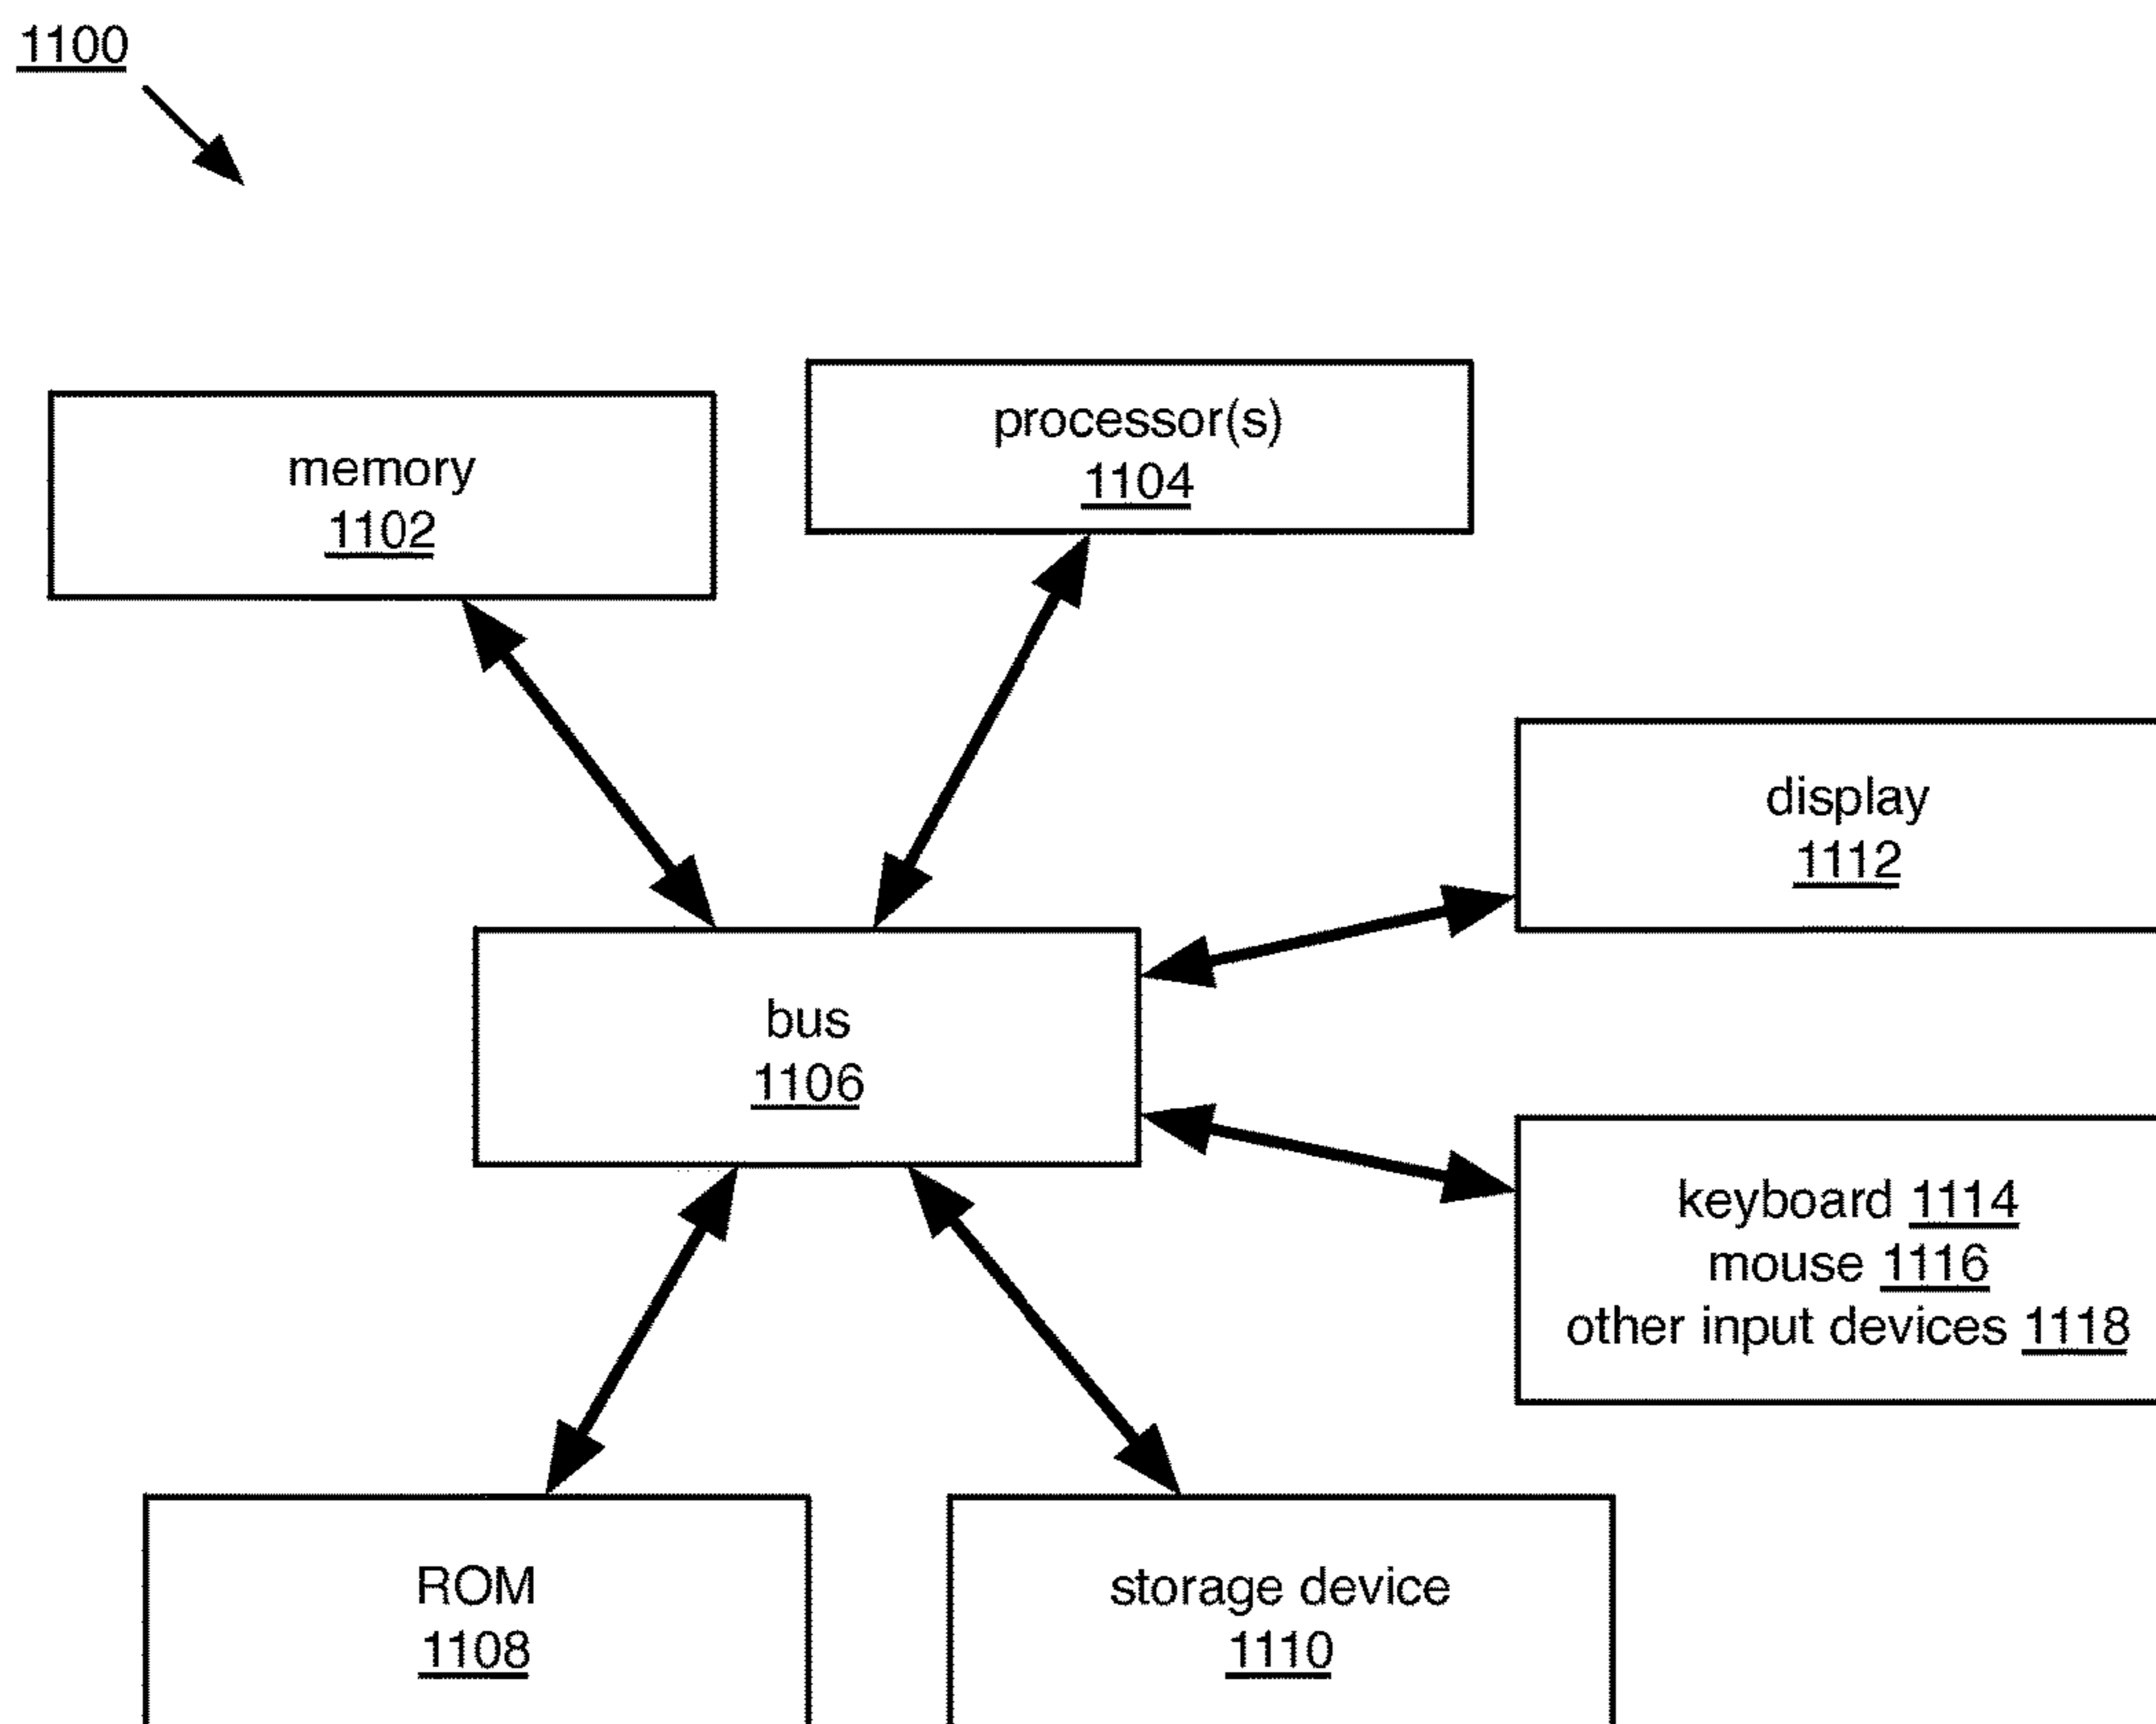 1100
processor(s)
1104
memory
1102
display
1112
bus
1106
keyboard 1114
mouse 1116
other input devices 1118
ROM
1108
storage device
1110